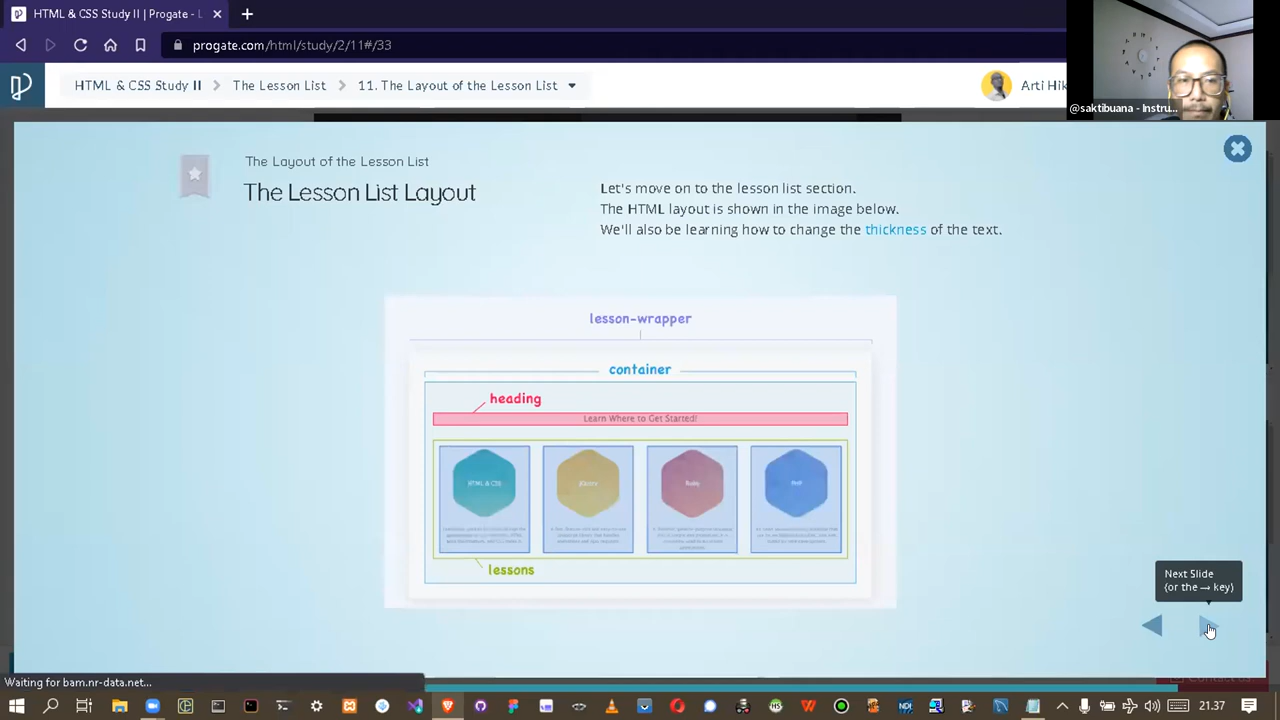 HTML & CSS Study II | Progate - L
progate.com/html/study/2/11#/33
HTML & CSS Study II
The Lesson List
11. The Layout of the Lesson List
Arti Hik
@saktibuana - Instru...
The Layout of the Lesson List
The Lesson List Layout
Let's move on to the lesson list section.
The HTML layout is shown in the image below.
We'll also be learning how to change the thickness of the text.
lesson-wrapper
container
heading
Learn Where to Get Started!
HTML & CSS
jQuery
Ruby
PHP
lessons
Next Slide
(or the → key)
Contact Us
Waiting for bam.nr-data.net...
21.37